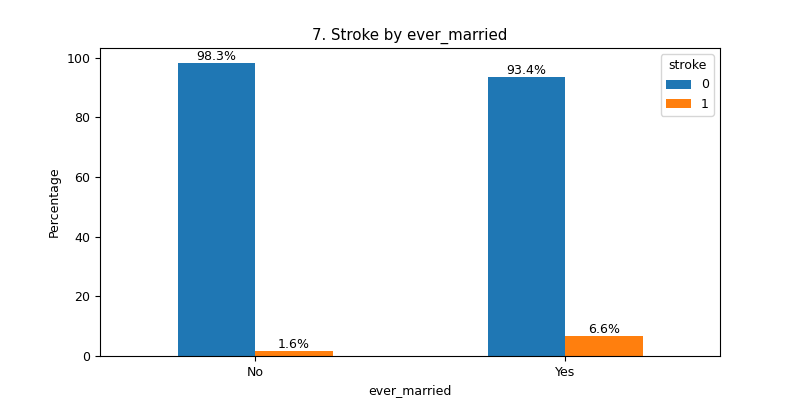 7. Stroke by ever_married
98.3%
93.4%
1.6%
6.6%
stroke
0
1
Percentage
100
80
60
40
20
0
No
Yes
ever_married